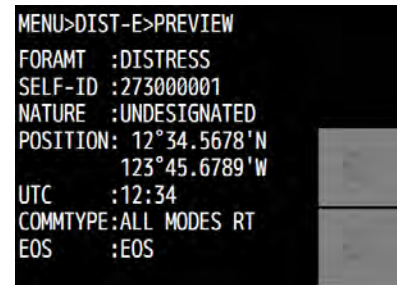 MENU>DIST-E>PREVIEW
FORAMT :DISTRESS
SELF-ID :273000001
NATURE :UNDESIGNATED
POSITION: 12°34.5678'N
123°45.6789'W
UTC :12:34
COMMTYPE:ALL MODES RT
EOS :EOS